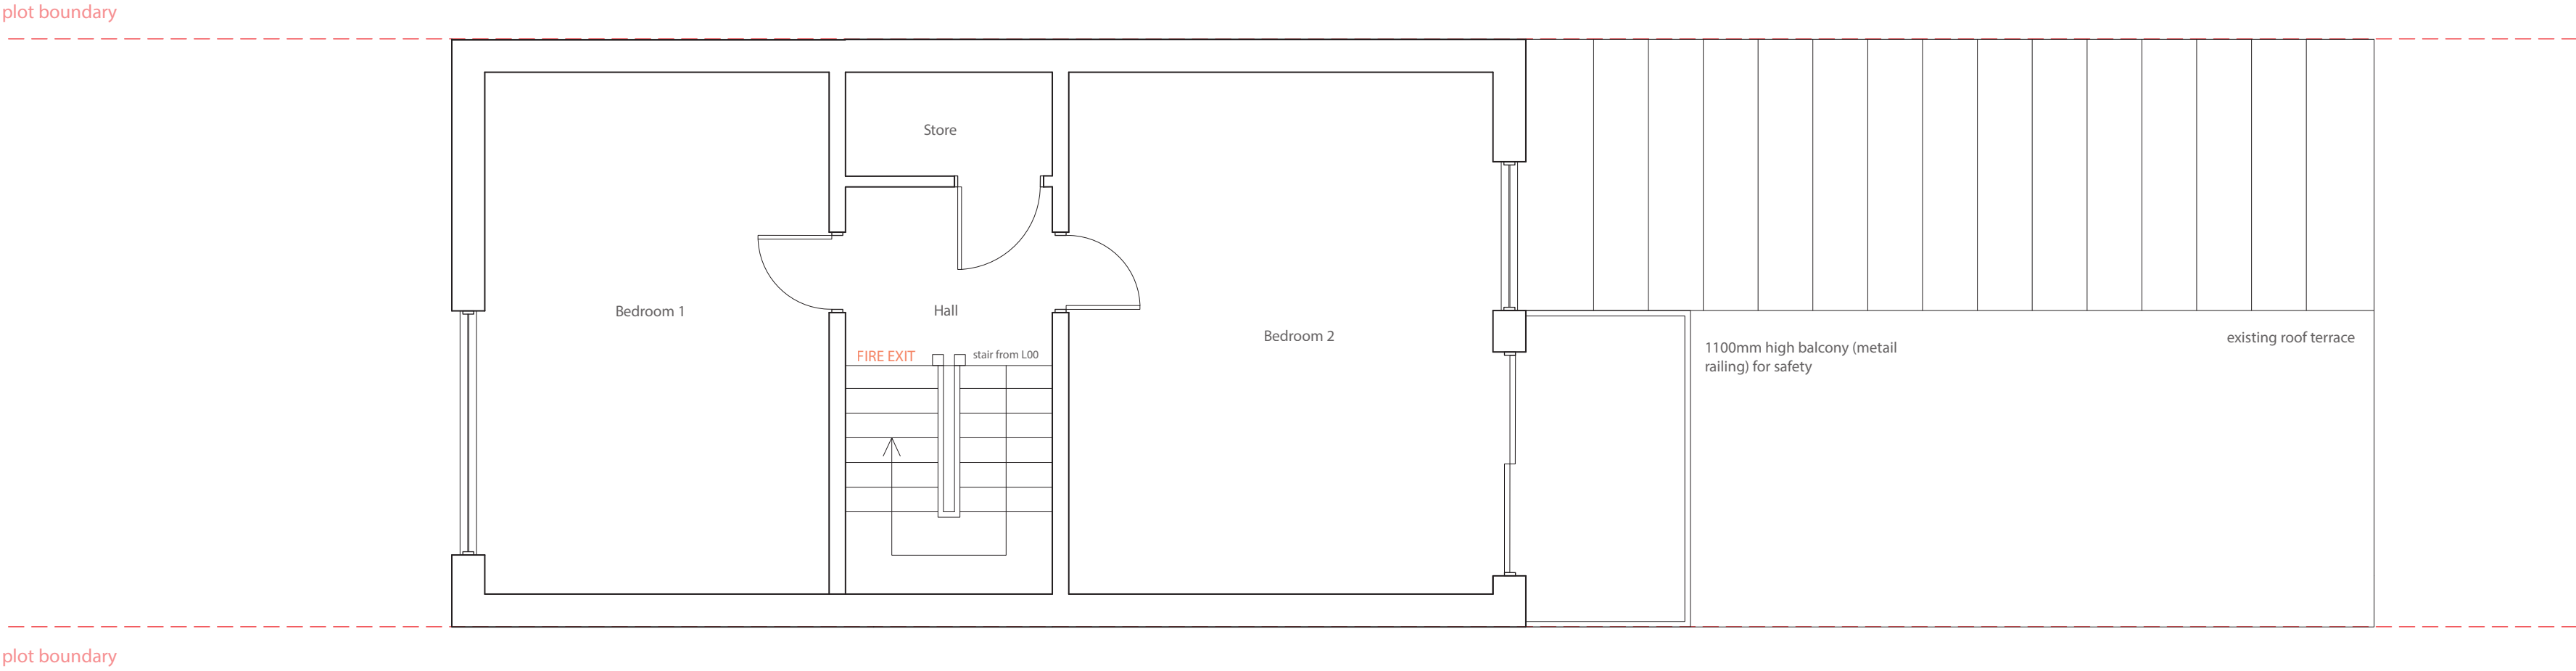 plot boundary
Store
Bedroom 1
Hall
Bedroom 2
FIRE EXIT
stair from L00
1100mm high balcony (metail
railing) for safety
existing roof terrace
plot boundary